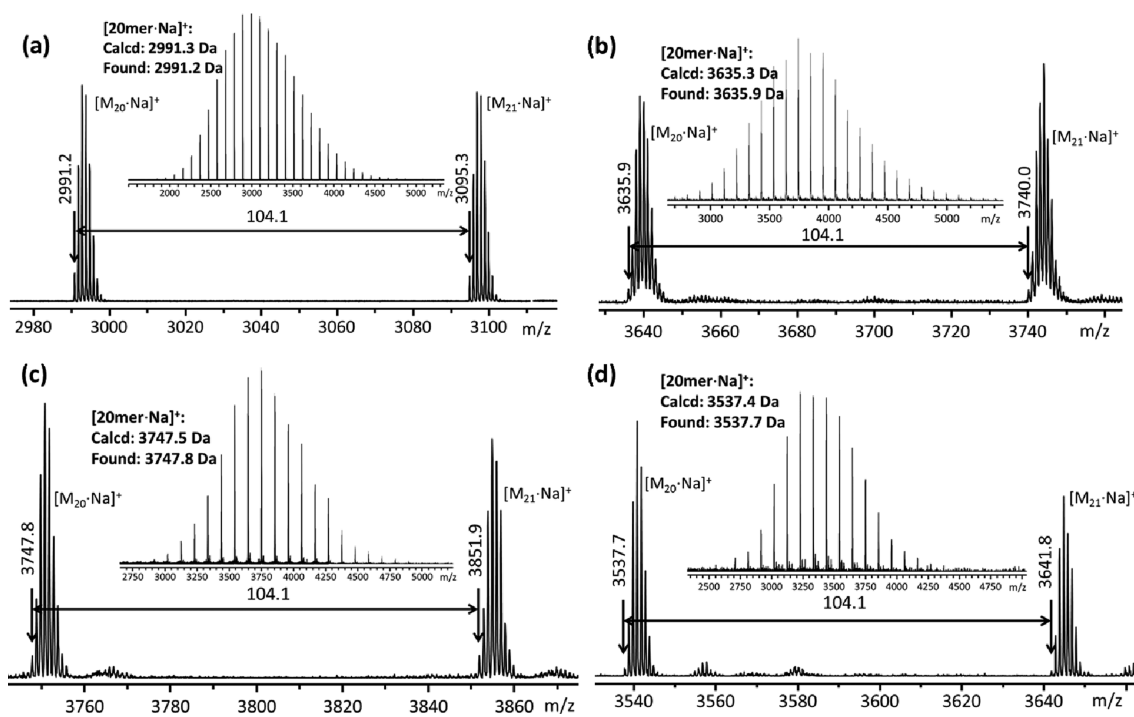 (a)
[20mer·Na]⁺:
Calcd: 2991.3 Da
Found: 2991.2 Da
[M₂₀·Na]⁺
[M₂₁·Na]⁺
2991.2
3095.3
2000 2500 3000 3500 4000 4500 5000 m/z
104.1
2980 3000 3020 3040 3060 3080 3100 m/z
(b)
[20mer·Na]⁺:
Calcd: 3635.3 Da
Found: 3635.9 Da
[M₂₀·Na]⁺
[M₂₁·Na]⁺
3635.9
3740.0
3000 3500 4000 4500 5000 m/z
104.1
3640 3660 3680 3700 3720 3740 m/z
(c)
[20mer·Na]⁺:
Calcd: 3747.5 Da
Found: 3747.8 Da
[M₂₀·Na]⁺
[M₂₁·Na]⁺
3747.8
3851.9
2750 3000 3250 3500 3750 4000 4250 4500 4750 5000 m/z
104.1
3760 3780 3800 3820 3840 3860 m/z
(d)
[20mer·Na]⁺:
Calcd: 3537.4 Da
Found: 3537.7 Da
[M₂₀·Na]⁺
[M₂₁·Na]⁺
3537.7
3641.8
2500 2750 3000 3250 3500 3750 4000 4250 4500 4750 m/z
104.1
3540 3560 3580 3600 3620 3640 m/z